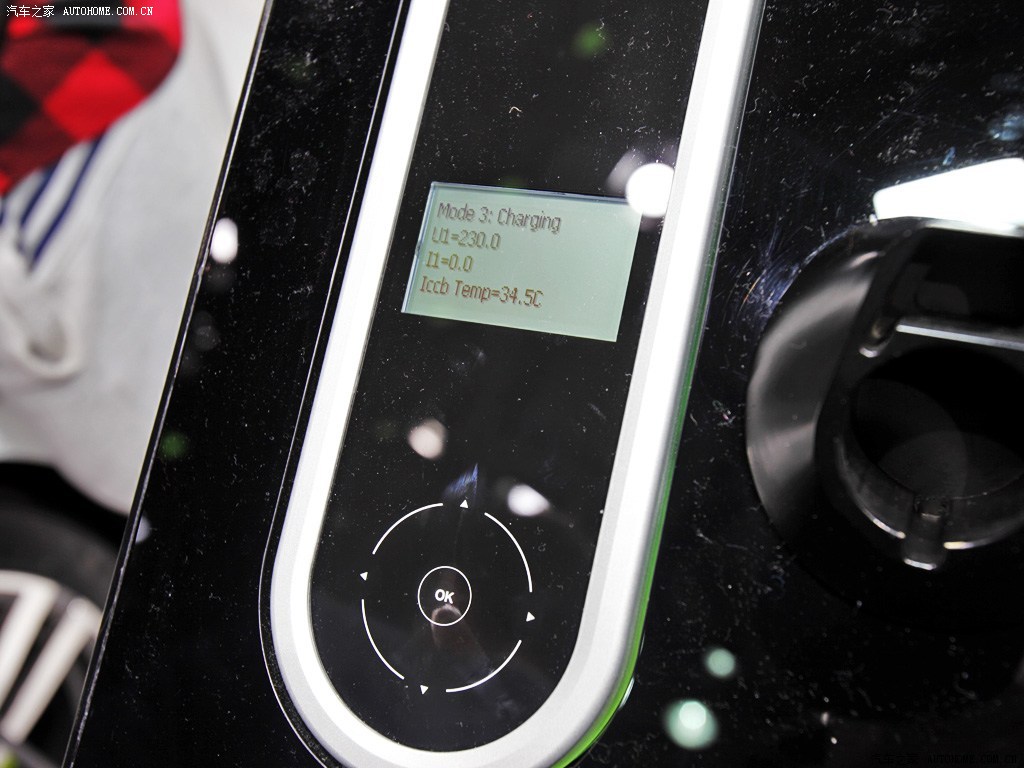 汽车之家 AUTOHOME.COM.CN
Mode 3: Charging
U1=230.0
I1=0.0
Iccb Temp=34.5C
OK